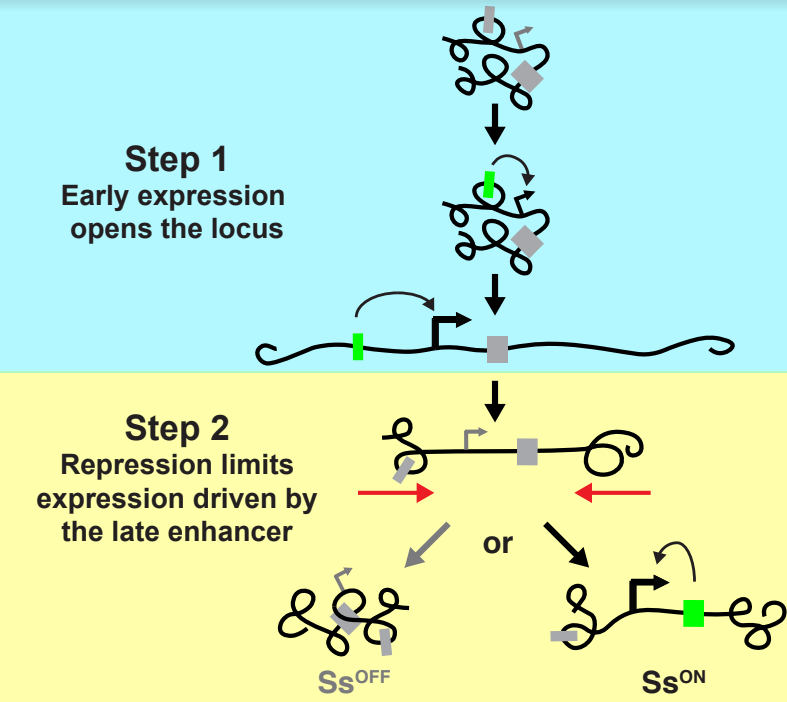 Step 1
Early expression
opens the locus
Step 2
Repression limits
expression driven by
the late enhancer
or
Ss^OFF
Ss^ON